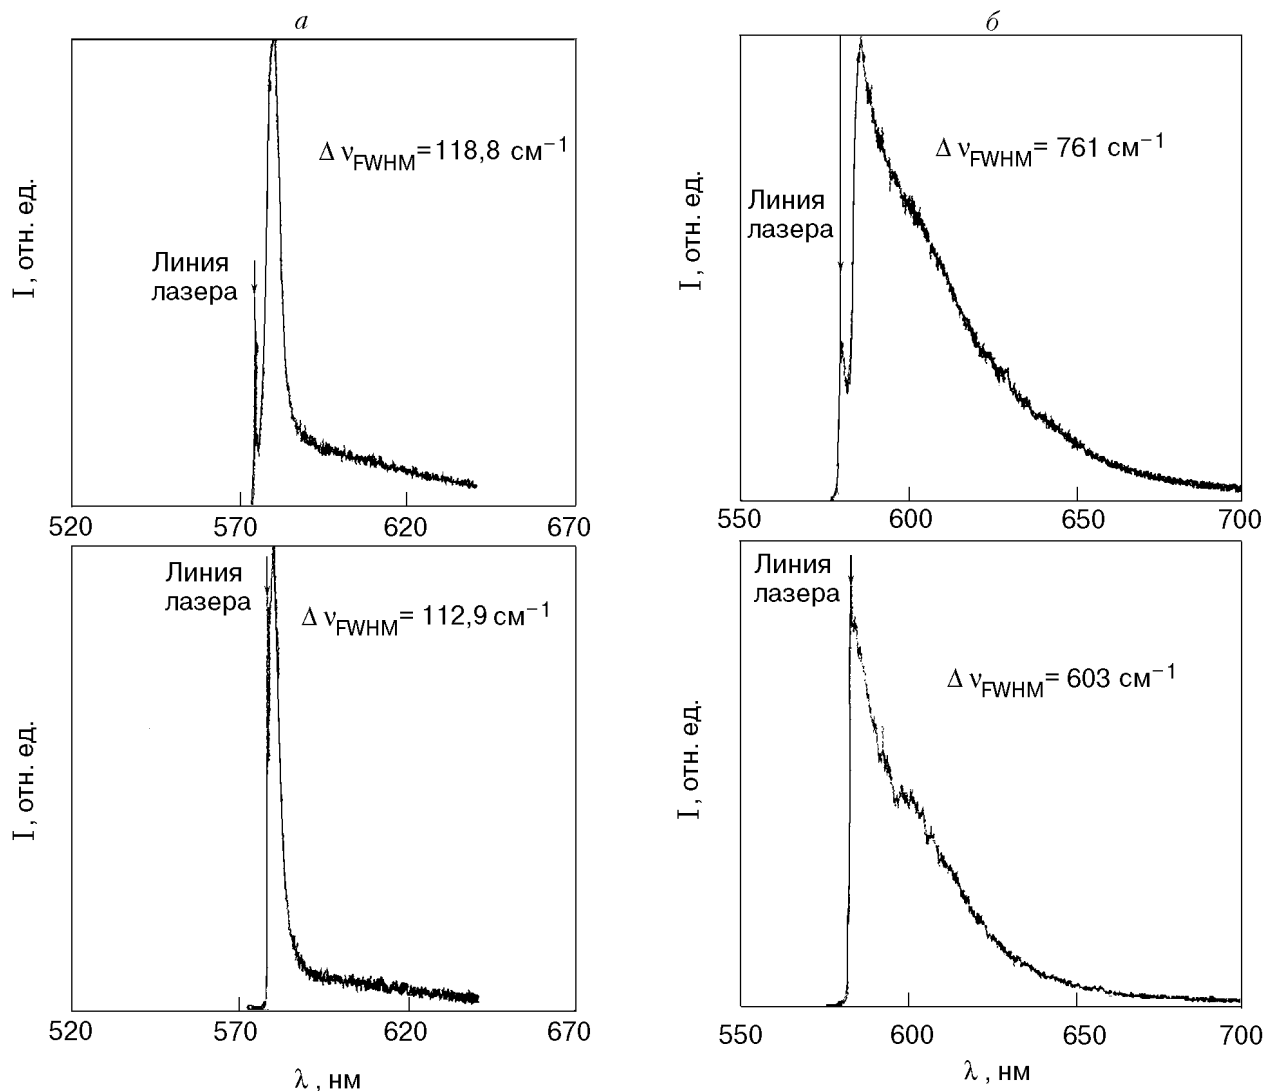 а
Δ νFWHM = 118,8 см−1
Линия
лазера
I, отн. ед.
520 570 620 670
б
Δ νFWHM = 761 см−1
Линия
лазера
I, отн. ед.
550 600 650 700
Линия
лазера
Δ νFWHM = 112,9 см−1
I, отн. ед.
520 570 620 670
λ, нм
Линия
лазера
Δ νFWHM = 603 см−1
I, отн. ед.
550 600 650 700
λ, нм